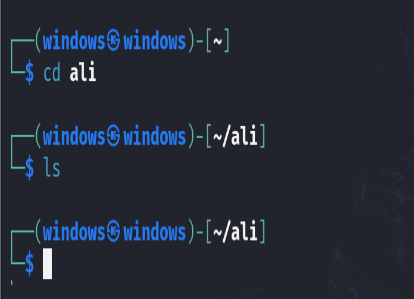 ┌──(windows㉿windows)-[~]
└─$ cd ali
┌──(windows㉿windows)-[~/ali]
└─$ ls
┌──(windows㉿windows)-[~/ali]
└─$